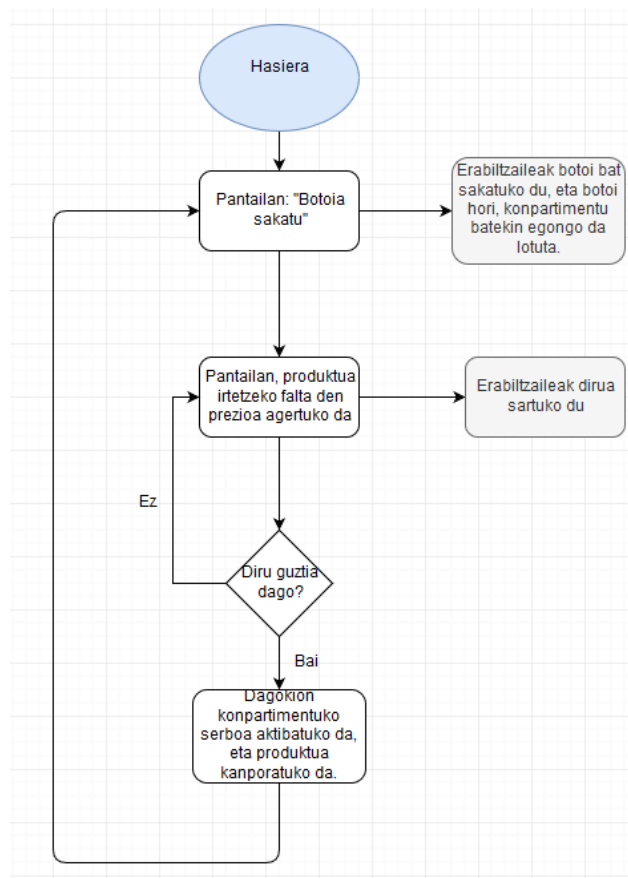 Hasiera
Pantailan: "Botoia
sakatu"
Erabiltzaileak botoi bat
sakatuko du, eta botoi
hori, konpartimentu
batekin egongo da
lotuta.
Pantailan, produktua
irtetzeko falta den
prezioa agertuko da
Erabiltzaileak dirua
sartuko du
Ez
Diru guztia
dago?
Bai
Dagokion
konpartimentuko
serboa aktibatuko da,
eta produktua
kanporatuko da.